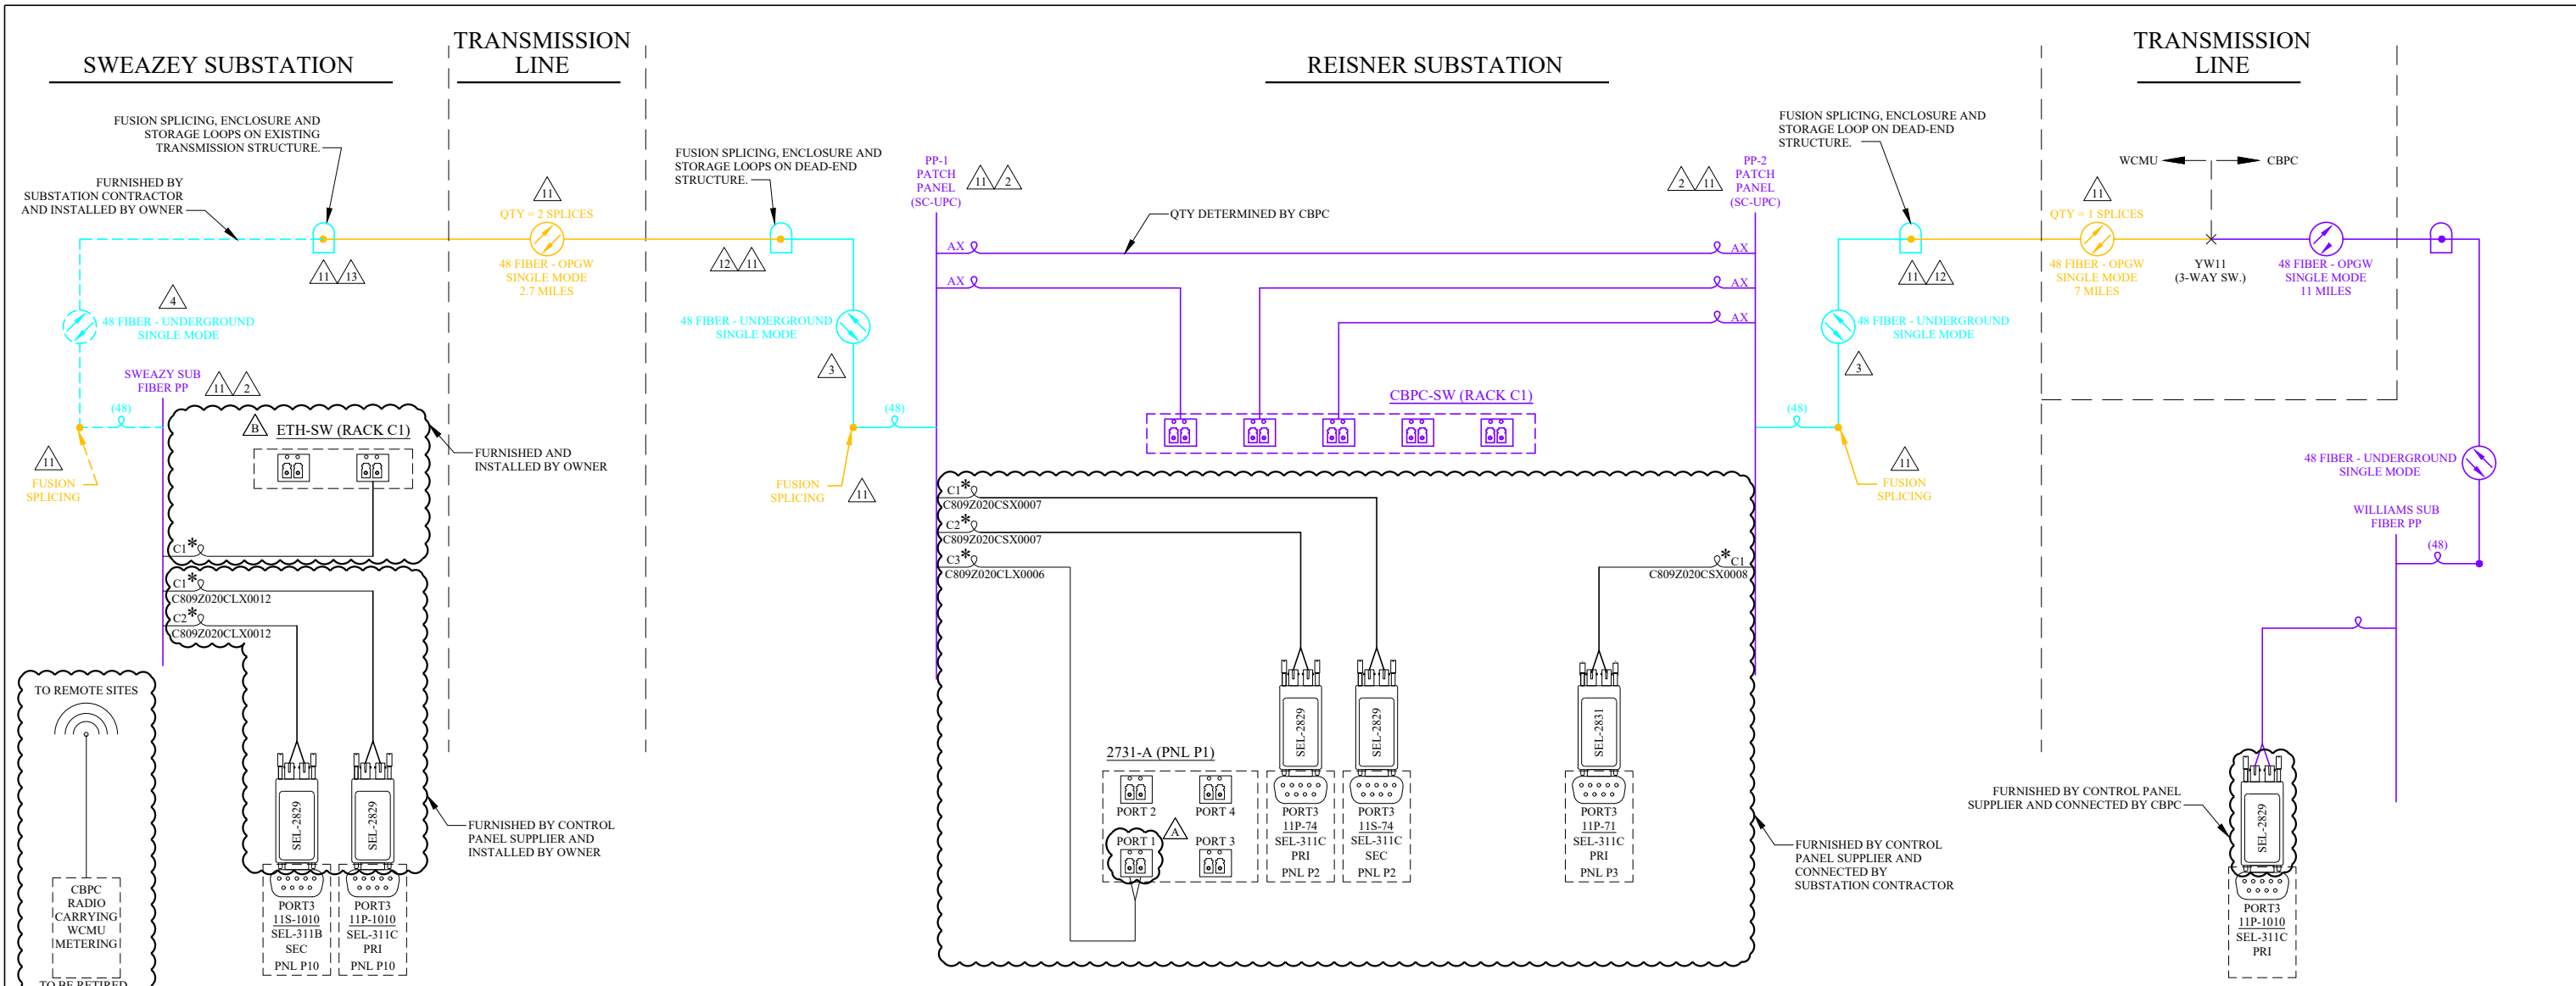 SWEAZEY SUBSTATION
TRANSMISSION
LINE
REISNER SUBSTATION
TRANSMISSION
LINE
FUSION SPLICING, ENCLOSURE AND
STORAGE LOOPS ON EXISTING
TRANSMISSION STRUCTURE.
FURNISHED BY
SUBSTATION CONTRACTOR
AND INSTALLED BY OWNER
11
13
4
48 FIBER - UNDERGROUND
SINGLE MODE
SWEAZY SUB
FIBER PP
11
2
(48)
11
FUSION
SPLICING
B
ETH-SW (RACK C1)
FURNISHED AND
INSTALLED BY OWNER
C1*
C1*
C809Z020CLX0012
C2*
C809Z020CLX0012
TO REMOTE SITES
CBPC
RADIO
CARRYING
WCMU
METERING
TO BE RETIRED
SEL-2829
SEL-2829
PORT3
11S-1010
SEL-311B
SEC
PNL P10
PORT3
11P-1010
SEL-311C
PRI
PNL P10
FURNISHED BY CONTROL
PANEL SUPPLIER AND
INSTALLED BY OWNER
11
QTY = 2 SPLICES
48 FIBER - OPGW
SINGLE MODE
2.7 MILES
FUSION SPLICING, ENCLOSURE AND
STORAGE LOOPS ON DEAD-END
STRUCTURE.
12
11
48 FIBER - UNDERGROUND
SINGLE MODE
3
(48)
FUSION
SPLICING
11
PP-1
PATCH
PANEL
(SC-UPC)
11
2
QTY DETERMINED BY CBPC
2
11
PP-2
PATCH
PANEL
(SC-UPC)
AX
AX
AX
AX
AX
CBPC-SW (RACK C1)
C1*
C809Z020CSX0007
C2*
C809Z020CSX0007
C3*
C809Z020CLX0006
*C1
C809Z020CSX0008
2731-A (PNL P1)
PORT 2
PORT 4
PORT 1
A
PORT 3
SEL-2829
PORT3
11P-74
SEL-311C
PRI
PNL P2
SEL-2829
PORT3
11S-74
SEL-311C
SEC
PNL P2
SEL-2831
PORT3
11P-71
SEL-311C
PRI
PNL P3
FURNISHED BY CONTROL
PANEL SUPPLIER AND
CONNECTED BY
SUBSTATION CONTRACTOR
FUSION SPLICING, ENCLOSURE AND
STORAGE LOOP ON DEAD-END
STRUCTURE.
11
12
48 FIBER - UNDERGROUND
SINGLE MODE
3
(48)
11
FUSION
SPLICING
WCMU
CBPC
11
QTY = 1 SPLICES
48 FIBER - OPGW
SINGLE MODE
7 MILES
YW11
(3-WAY SW.)
48 FIBER - OPGW
SINGLE MODE
11 MILES
48 FIBER - UNDERGROUND
SINGLE MODE
WILLIAMS SUB
FIBER PP
(48)
FURNISHED BY CONTROL PANEL
SUPPLIER AND CONNECTED BY CBPC
SEL-2829
PORT3
11P-1010
SEL-311C
PRI